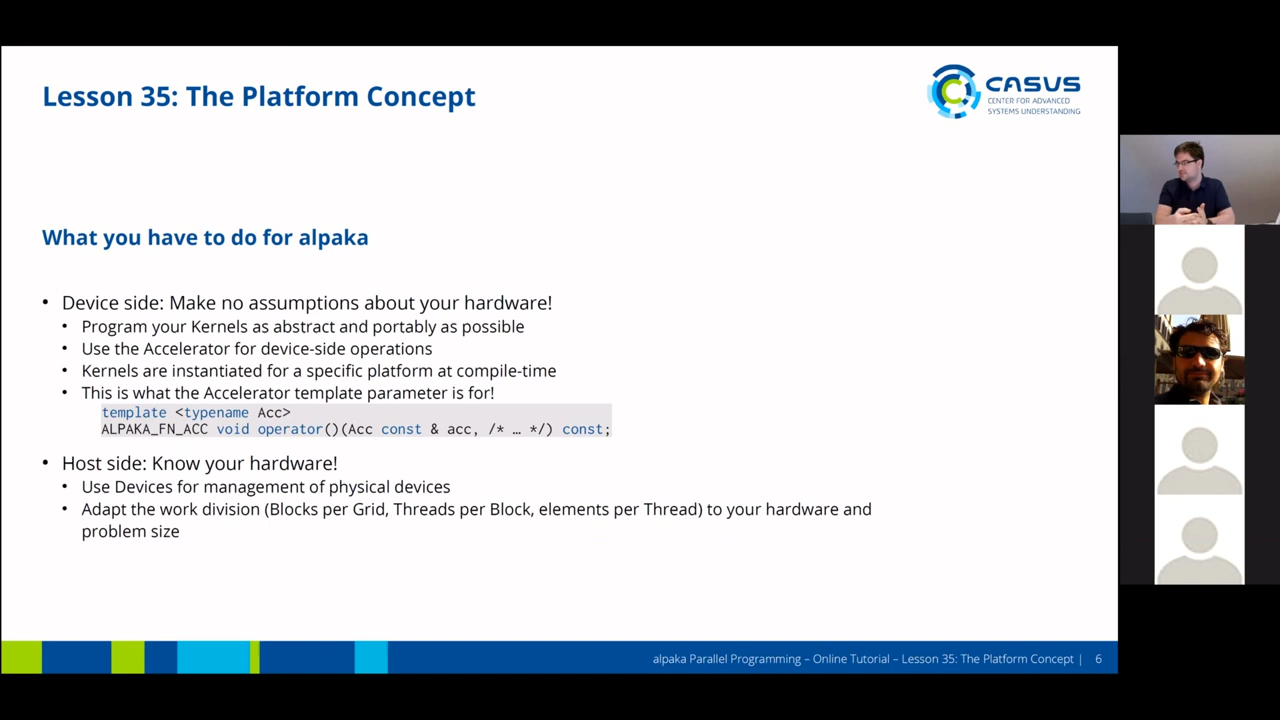 Lesson 35: The Platform Concept
CASUS
CENTER FOR ADVANCED
SYSTEMS UNDERSTANDING
What you have to do for alpaka
• Device side: Make no assumptions about your hardware!
• Program your Kernels as abstract and portably as possible
• Use the Accelerator for device-side operations
• Kernels are instantiated for a specific platform at compile-time
• This is what the Accelerator template parameter is for!
template <typename Acc>
ALPAKA_FN_ACC void operator()(Acc const & acc, /* … */) const;
• Host side: Know your hardware!
• Use Devices for management of physical devices
• Adapt the work division (Blocks per Grid, Threads per Block, elements per Thread) to your hardware and
problem size
alpaka Parallel Programming – Online Tutorial – Lesson 35: The Platform Concept | 6